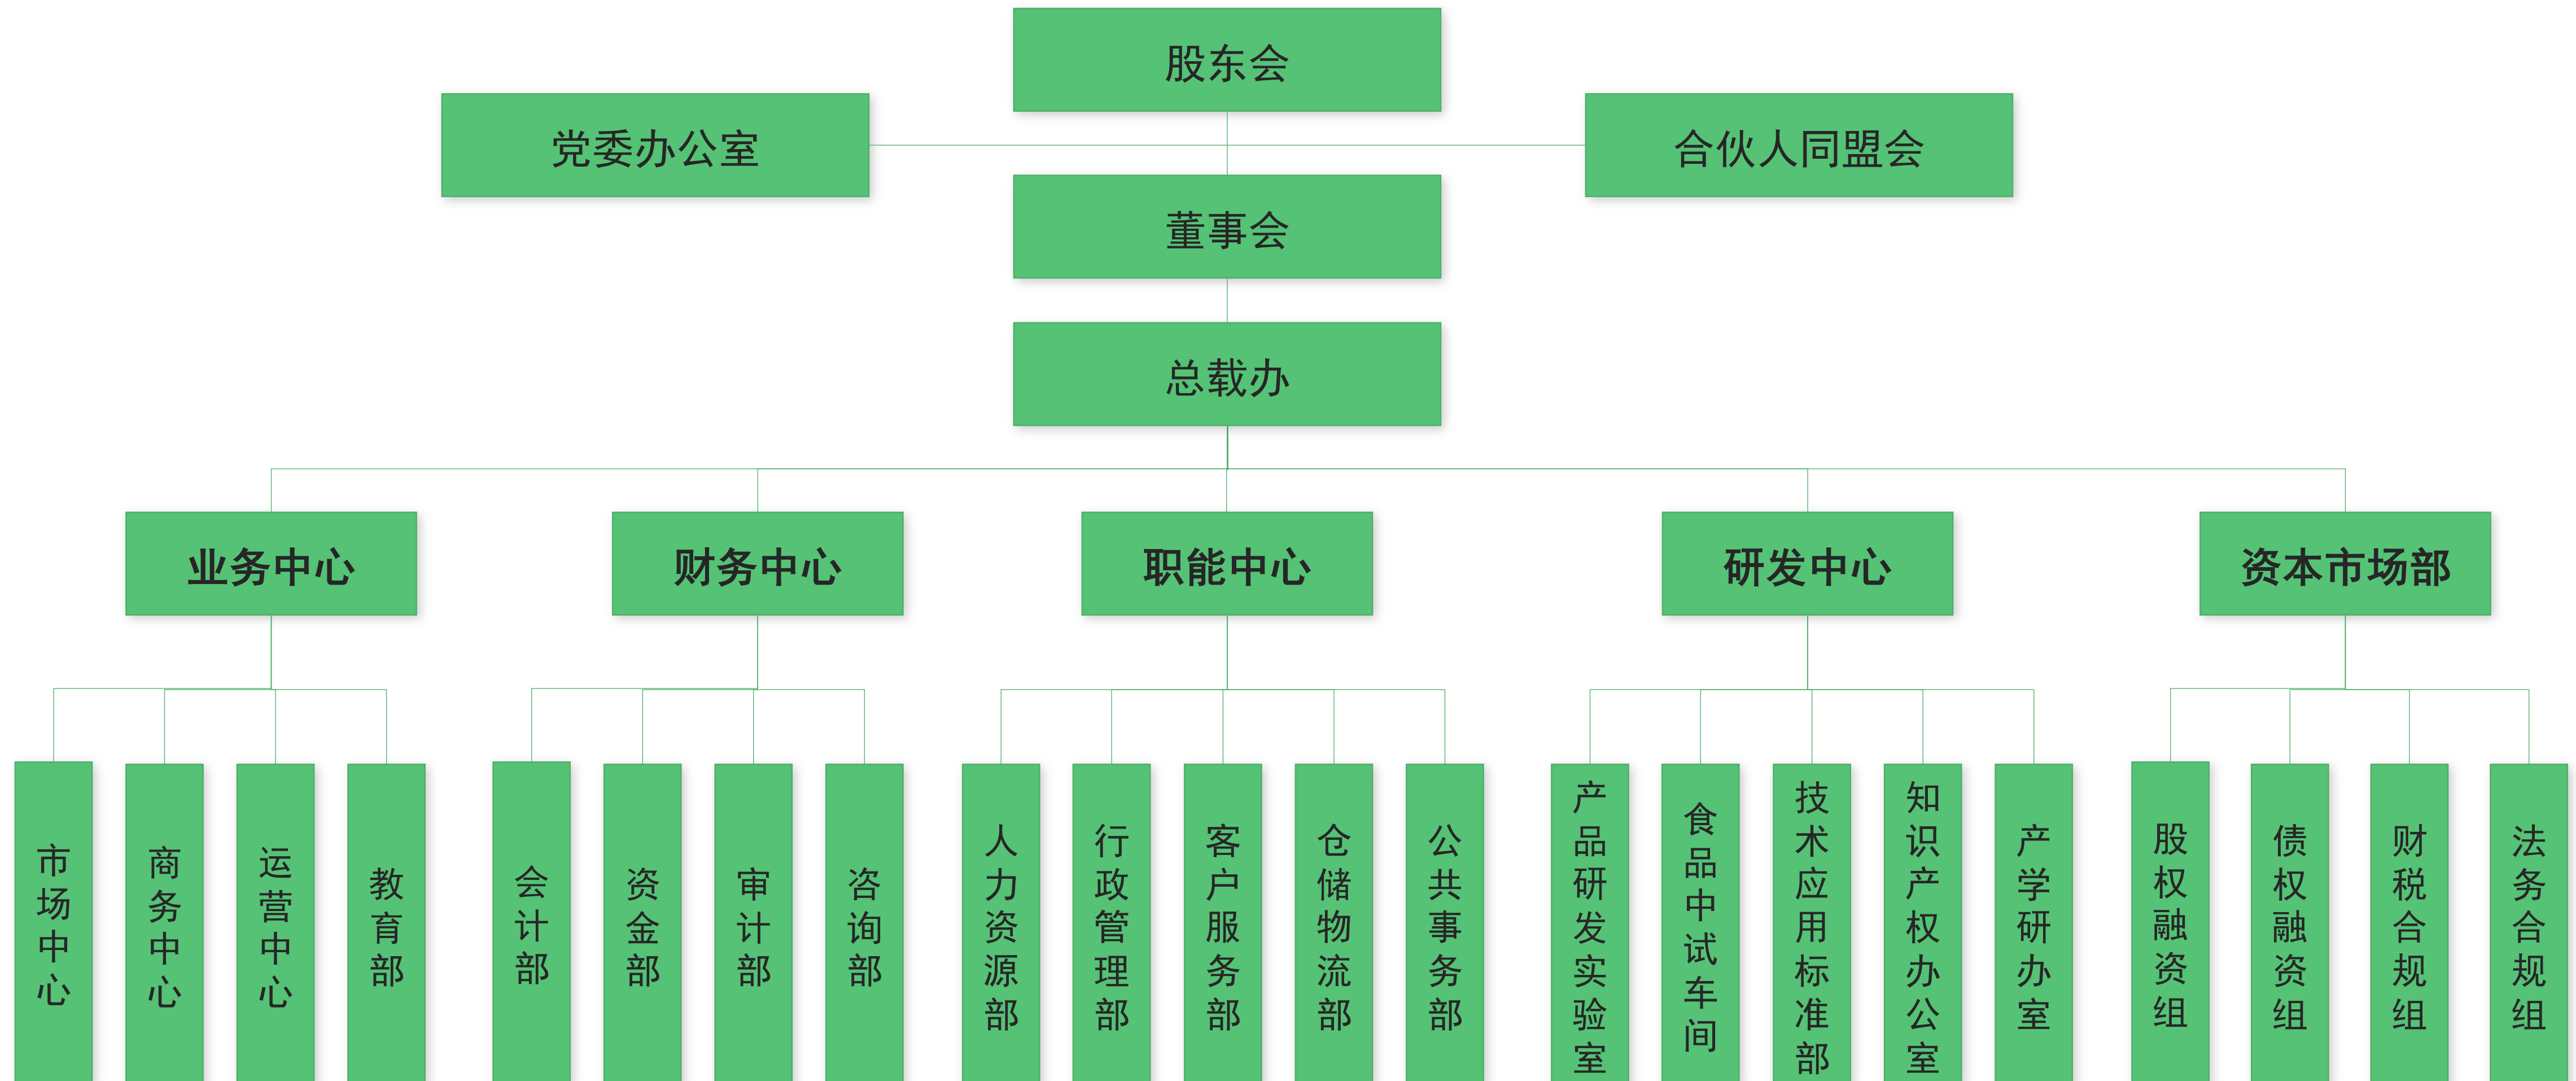 股东会
党委办公室
合伙人同盟会
董事会
总载办
业务中心
财务中心
职能中心
研发中心
资本市场部
市场中心
商务中心
运营中心
教育部
会计部
资金部
审计部
咨询部
人力资源部
行政管理部
客户服务部
仓储物流部
公共事务部
产品研发实验室
食品中试车间
技术应用标准部
知识产权办公室
产学研办室
股权融资组
债权融资组
财税合规组
法务合规组